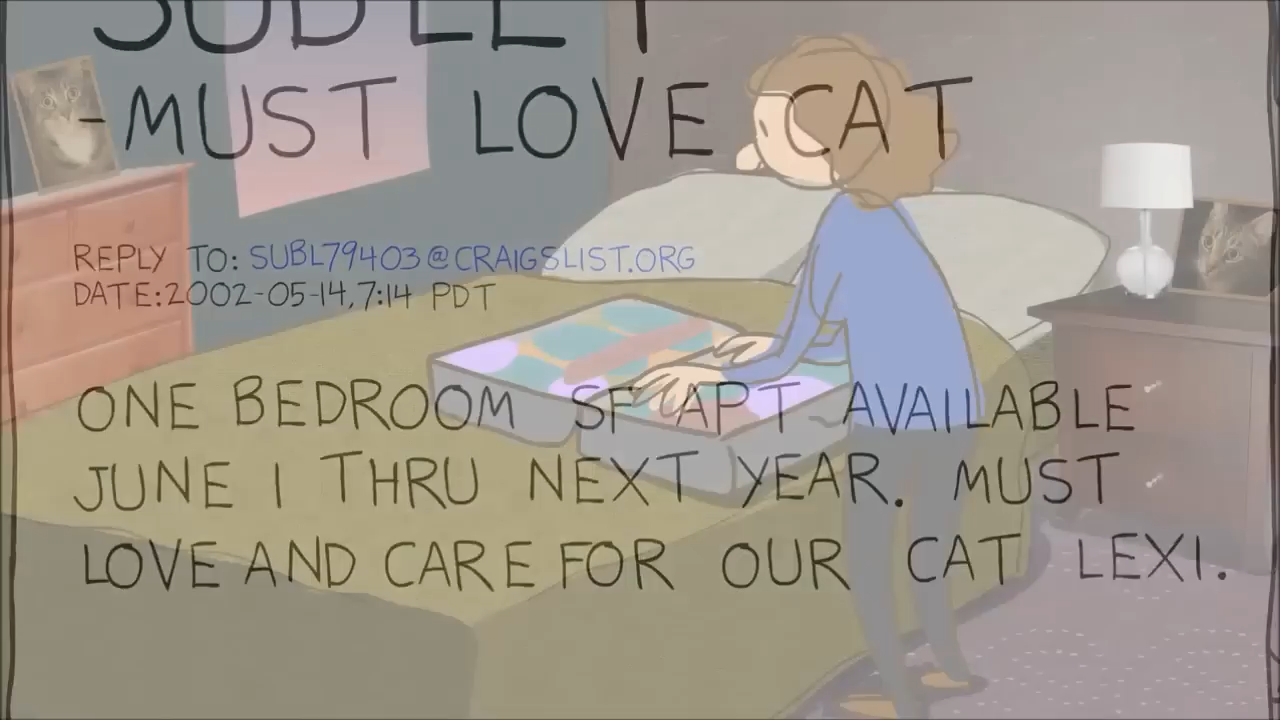 SUBLET
-MUST LOVE CAT
REPLY TO: SUBL79403@CRAIGSLIST.ORG
DATE:2002-05-14,7:14 PDT
ONE BEDROOM SF APT AVAILABLE
JUNE 1 THRU NEXT YEAR. MUST
LOVE AND CARE FOR OUR CAT LEXI.